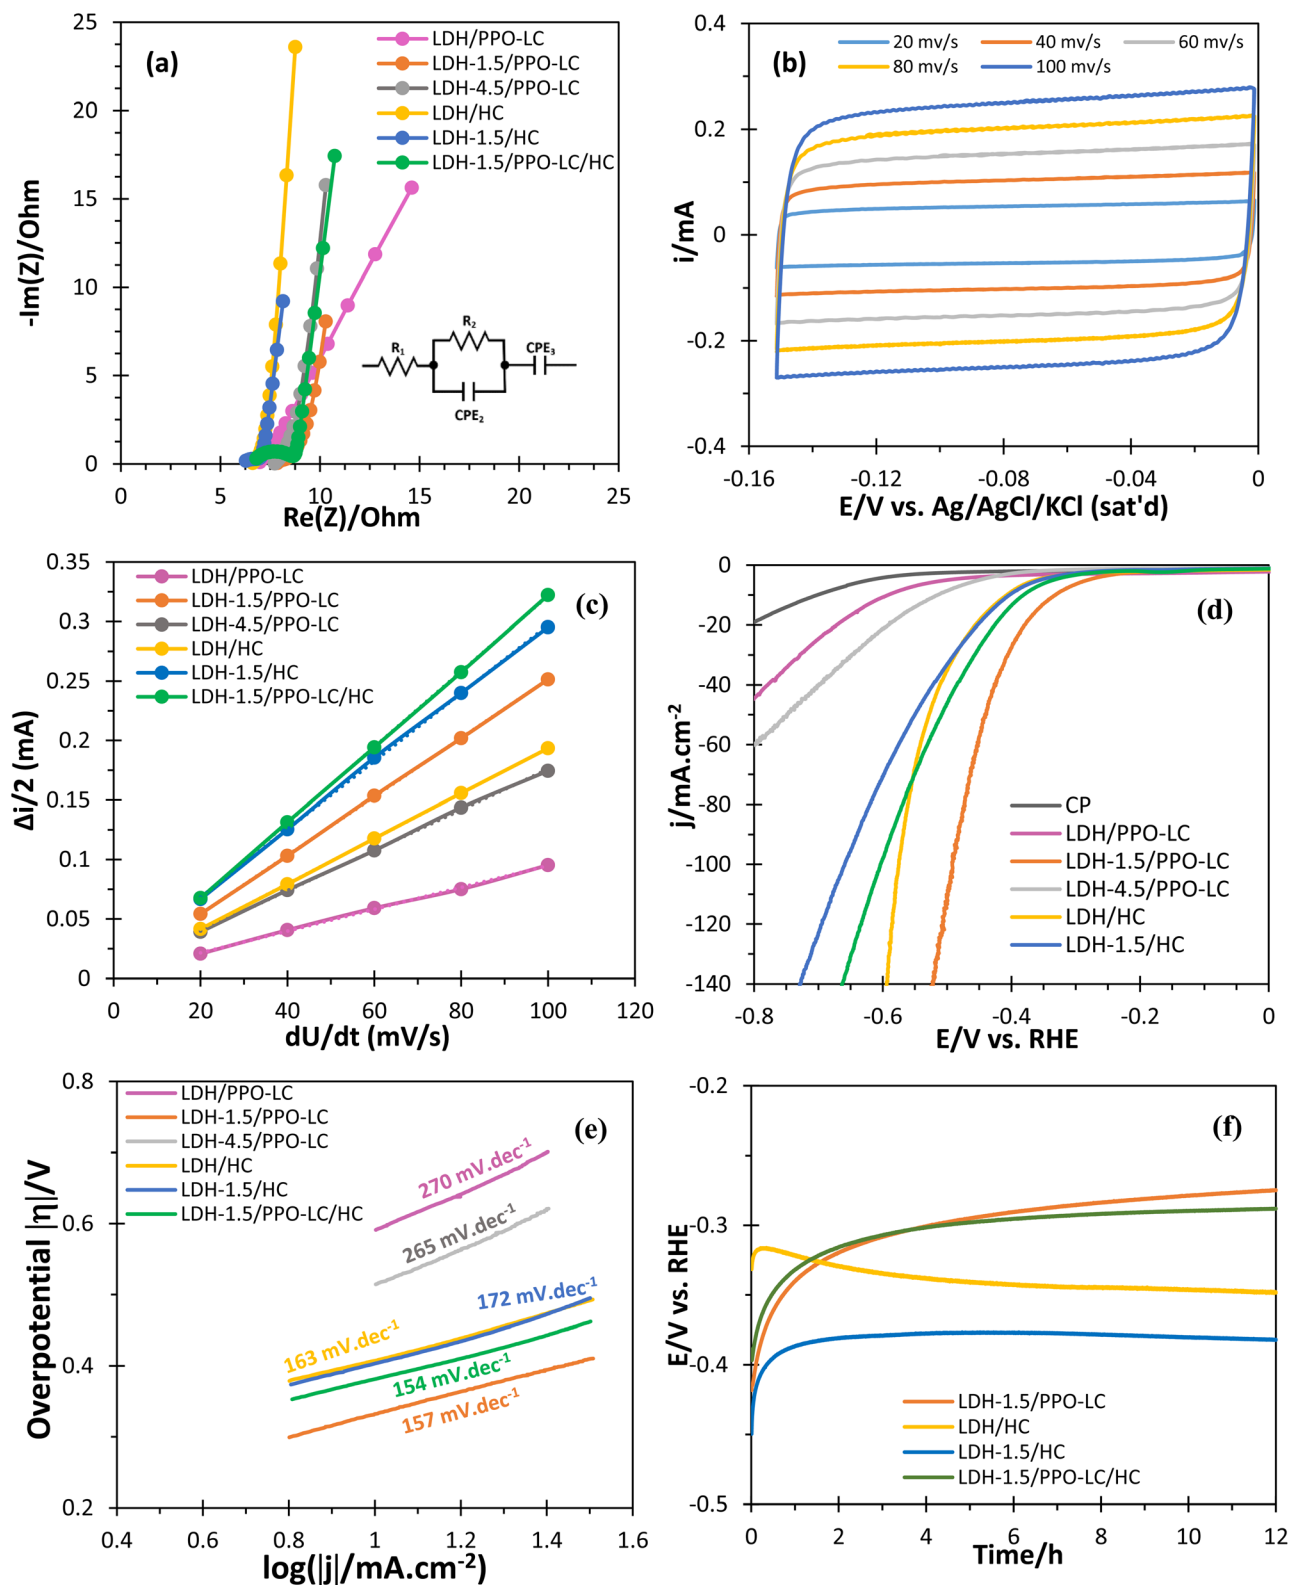 (a)
25
20
15
10
5
0
-Im(Z)/Ohm
LDH/PPO-LC
LDH-1.5/PPO-LC
LDH-4.5/PPO-LC
LDH/HC
LDH-1.5/HC
LDH-1.5/PPO-LC/HC
R1
R2
CPE2
CPE3
0 5 10 15 20 25
Re(Z)/Ohm
(b)
20 mv/s 40 mv/s 60 mv/s
80 mv/s 100 mv/s
0.4
0.2
0
-0.2
-0.4
i/mA
-0.16 -0.12 -0.08 -0.04 0
E/V vs. Ag/AgCl/KCl (sat'd)
(c)
0.35
0.3
0.25
0.2
0.15
0.1
0.05
0
Δi/2 (mA)
LDH/PPO-LC
LDH-1.5/PPO-LC
LDH-4.5/PPO-LC
LDH/HC
LDH-1.5/HC
LDH-1.5/PPO-LC/HC
0 20 40 60 80 100 120
dU/dt (mV/s)
(d)
0
-20
-40
-60
-80
-100
-120
-140
j/mA.cm-2
CP
LDH/PPO-LC
LDH-1.5/PPO-LC
LDH-4.5/PPO-LC
LDH/HC
LDH-1.5/HC
-0.8 -0.6 -0.4 -0.2 0
E/V vs. RHE
(e)
0.8
0.6
0.4
0.2
Overpotential |η|/V
LDH/PPO-LC
LDH-1.5/PPO-LC
LDH-4.5/PPO-LC
LDH/HC
LDH-1.5/HC
LDH-1.5/PPO-LC/HC
270 mV.dec-1
265 mV.dec-1
172 mV.dec-1
163 mV.dec-1
154 mV.dec-1
157 mV.dec-1
0.4 0.6 0.8 1 1.2 1.4 1.6
log(|j|/mA.cm-2)
(f)
-0.2
-0.3
-0.4
-0.5
E/V vs. RHE
LDH-1.5/PPO-LC
LDH/HC
LDH-1.5/HC
LDH-1.5/PPO-LC/HC
0 2 4 6 8 10 12
Time/h